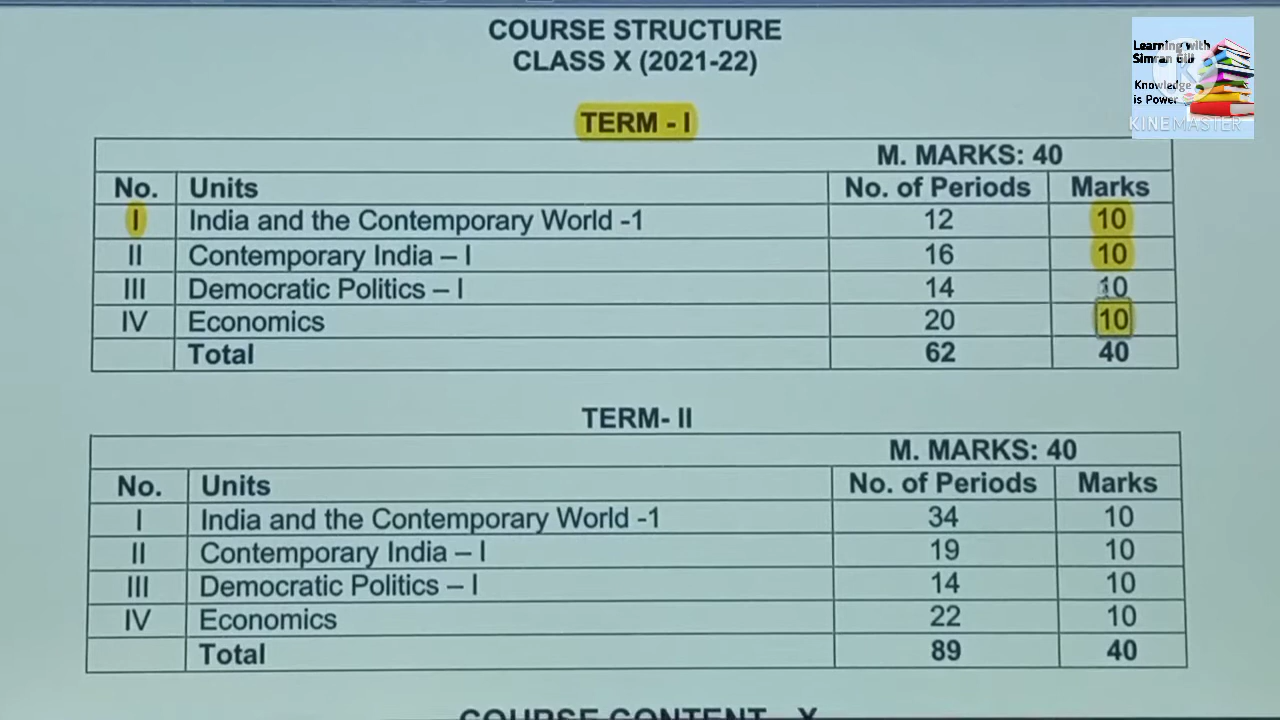 COURSE STRUCTURE
CLASS X (2021-22)
Learning with
Simran Gill
Knowledge
is Power
KINEMASTER
TERM - I
M. MARKS: 40
No. Units No. of Periods Marks
I India and the Contemporary World -1 12 10
II Contemporary India – I 16 10
III Democratic Politics – I 14 10
IV Economics 20 10
Total 62 40
TERM- II
M. MARKS: 40
No. Units No. of Periods Marks
I India and the Contemporary World -1 34 10
II Contemporary India – I 19 10
III Democratic Politics – I 14 10
IV Economics 22 10
Total 89 40
COURSE CONTENT - X